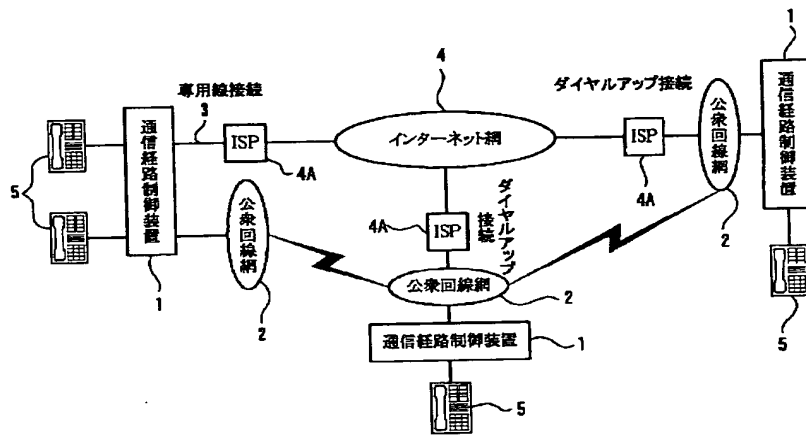 1
4
専用線接続
3
ダイヤルアップ接続
通信経路制御装置
ISP
4A
インターネット網
ISP
4A
公衆回線網
2
通信経路制御装置
5
1
公衆回線網
2
4A
ISP
ダイヤルアップ
接続
公衆回線網
2
通信経路制御装置
1
5
5